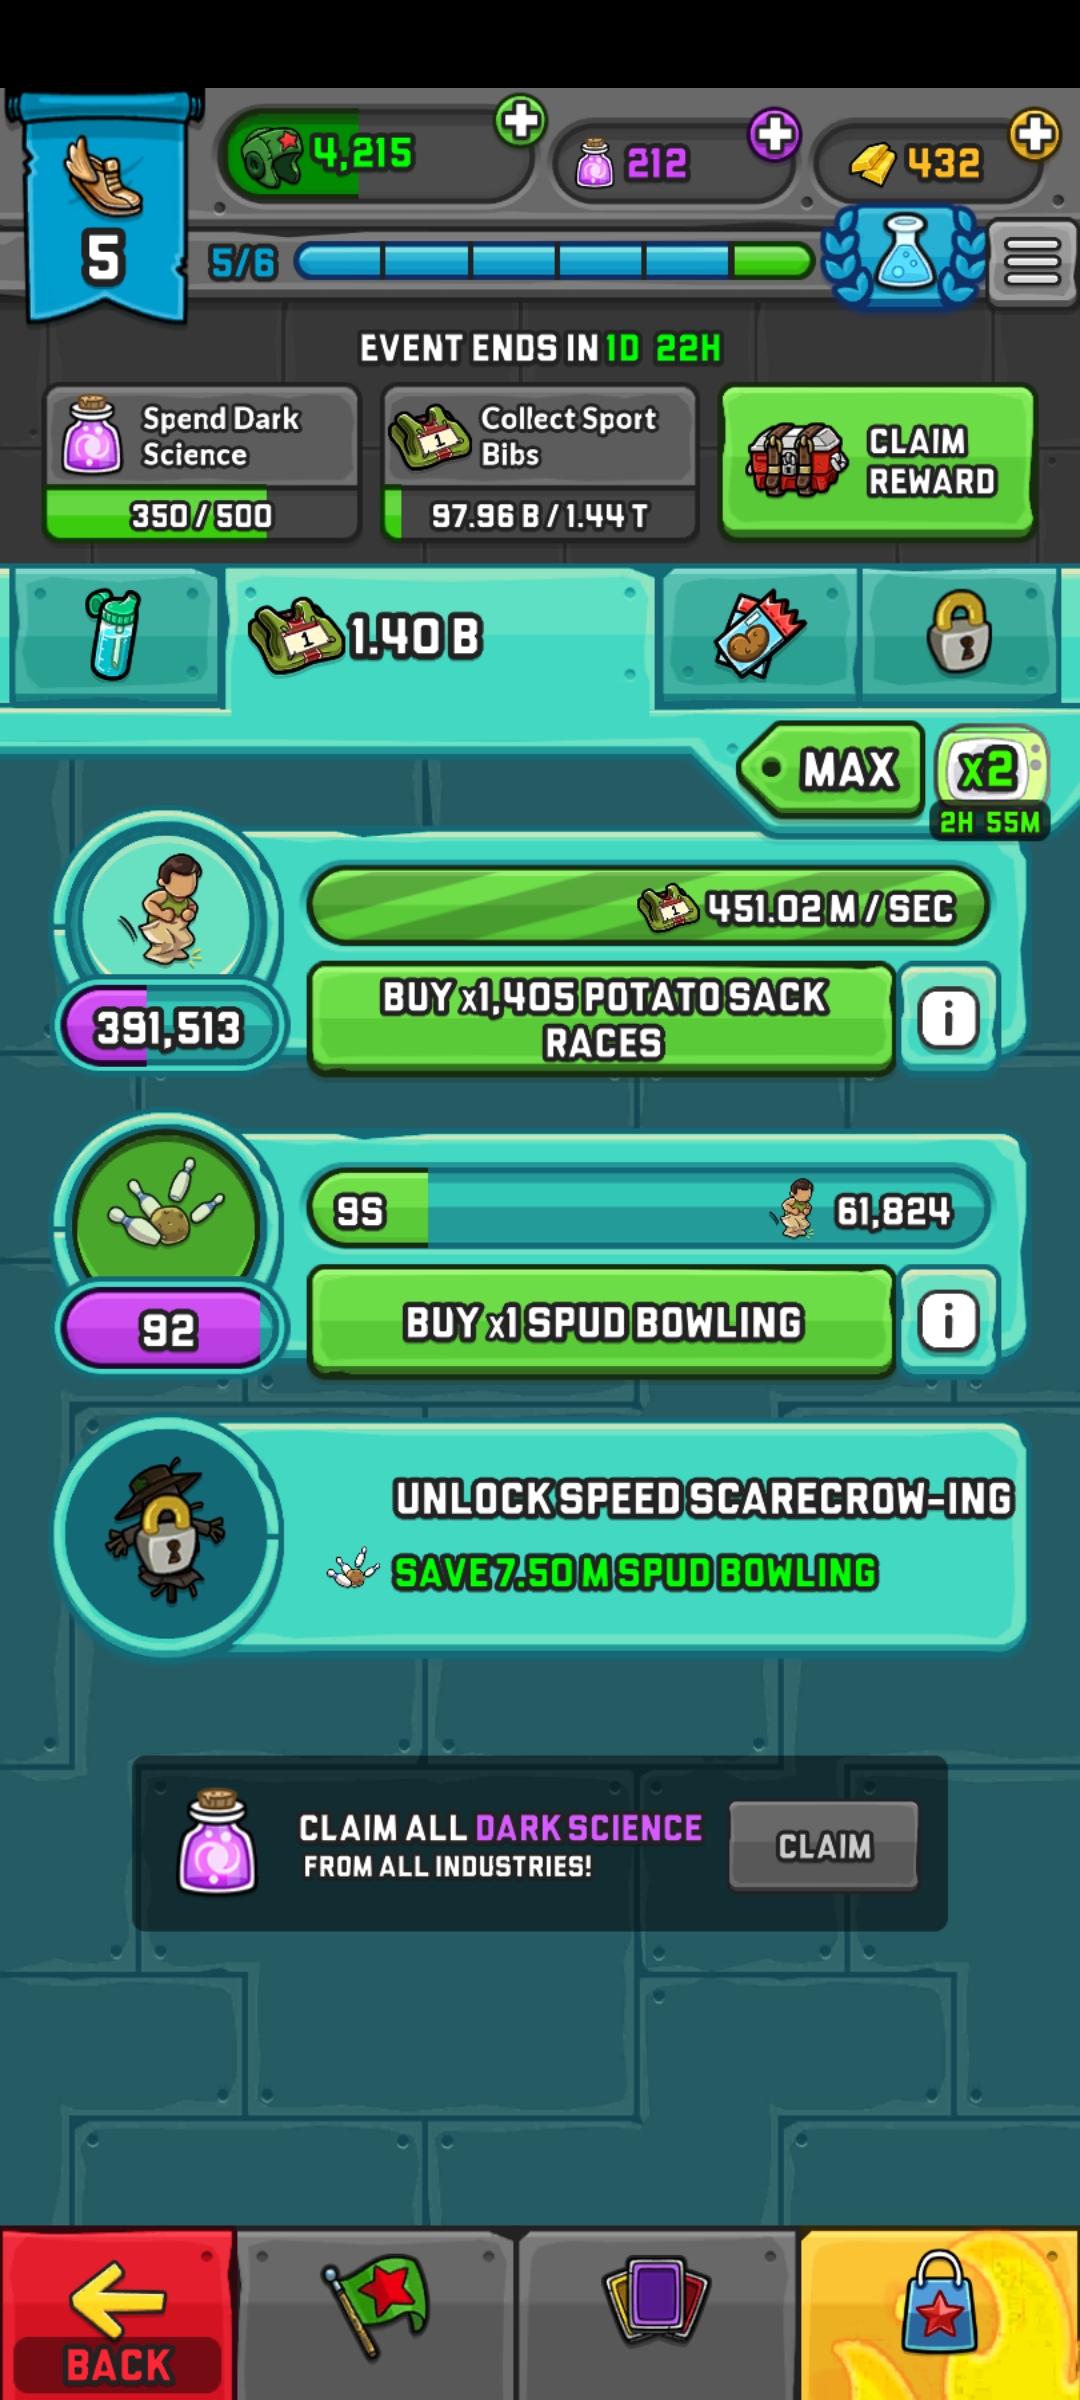 4,215
212
432
5
5/6
EVENT ENDS IN 1D 22H
Spend Dark
Science
350/500
Collect Sport
Bibs
97.96 B / 1.44 T
CLAIM
REWARD
1
1.40 B
MAX
x2
2H 55M
451.02 M / SEC
391,513
BUY x1,405 POTATO SACK
RACES
i
9S
61,824
92
BUY x1 SPUD BOWLING
i
UNLOCK SPEED SCARECROW-ING
SAVE 7.50 M SPUD BOWLING
CLAIM ALL DARK SCIENCE
FROM ALL INDUSTRIES!
CLAIM
BACK